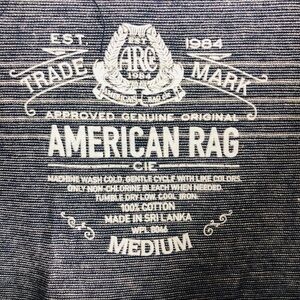 EST. 1984
ARC
1984
TRADE MARK
APPROVED GENUINE ORIGINAL
AMERICAN RAG
CIE
MACHINE WASH COLD. GENTLE CYCLE WITH LIKE COLORS.
ONLY NON-CHLORINE BLEACH WHEN NEEDED.
TUMBLE DRY LOW. COOL IRON.
100% COTTON
MADE IN SRI LANKA
WPL 8066
MEDIUM